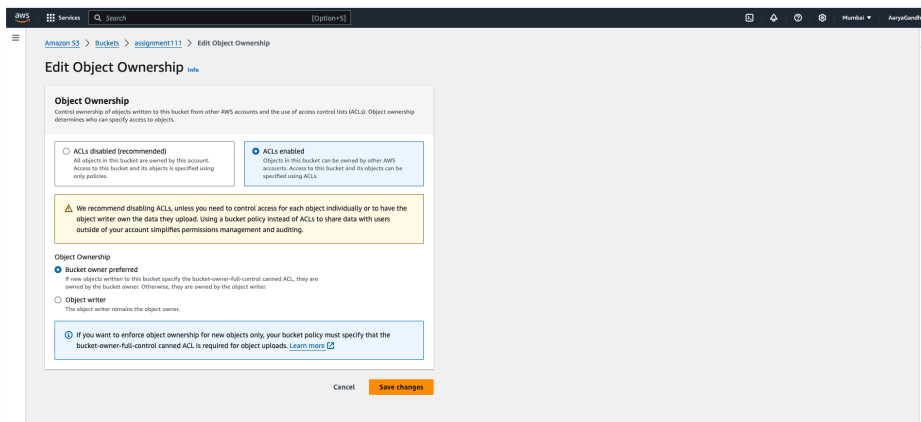 aws Services Search [Option+S] Mumbai ▼ AaryaGandh
Amazon S3 > Buckets > assignment111 > Edit Object Ownership
Edit Object Ownership Info
Object Ownership
Control ownership of objects written to this bucket from other AWS accounts and the use of access control lists (ACLs). Object ownership
determines who can specify access to objects.
ACLs disabled (recommended)
All objects in this bucket are owned by this account.
Access to this bucket and its objects is specified using
only policies.
ACLs enabled
Objects in this bucket can be owned by other AWS
accounts. Access to this bucket and its objects can be
specified using ACLs.
We recommend disabling ACLs, unless you need to control access for each object individually or to have the
object writer own the data they upload. Using a bucket policy instead of ACLs to share data with users
outside of your account simplifies permissions management and auditing.
Object Ownership
Bucket owner preferred
If new objects written to this bucket specify the bucket-owner-full-control canned ACL, they are
owned by the bucket owner. Otherwise, they are owned by the object writer.
Object writer
The object writer remains the object owner.
If you want to enforce object ownership for new objects only, your bucket policy must specify that the
bucket-owner-full-control canned ACL is required for object uploads. Learn more
Cancel Save changes